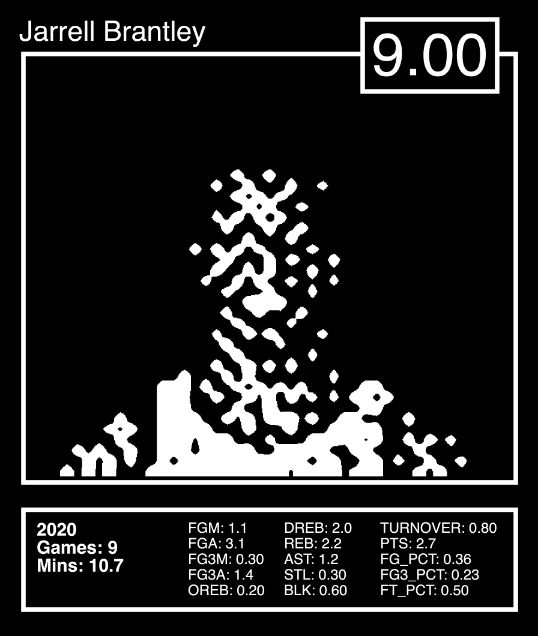 Jarrell Brantley
9.00
2020
Games: 9
Mins: 10.7
FGM: 1.1
FGA: 3.1
FG3M: 0.30
FG3A: 1.4
OREB: 0.20
DREB: 2.0
REB: 2.2
AST: 1.2
STL: 0.30
BLK: 0.60
TURNOVER: 0.80
PTS: 2.7
FG_PCT: 0.36
FG3_PCT: 0.23
FT_PCT: 0.50